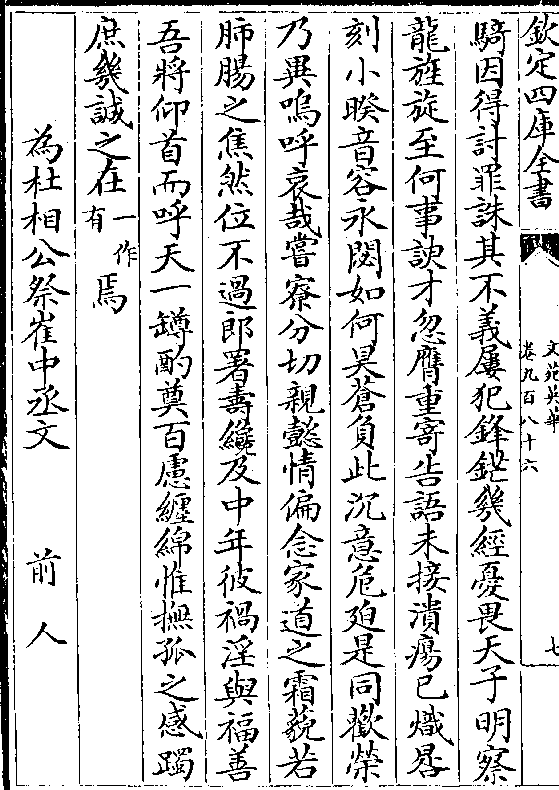 欽定四庫全書
文苑英華
卷九百八十六
七
騎因得討罪誅其不義屢犯鋒鋩幾經憂畏天子明察
龍旌旋至何事訣才忽膺重寄告語未接潰瘍已熾晷
刻小暌音容永閟如何昊蒼負此沉意危廹是同歡榮
乃異嗚呼哀哉嘗寮分切親懿情偏念家道之霜藐若
肺腸之焦然位不過郎署壽纔及中年彼禍淫與福善
吾將仰首而呼天一罇酌奠百慮纏綿惟撫孤之感躅
庶幾誠之在一作有焉
為杜相公祭崔中丞文　前人